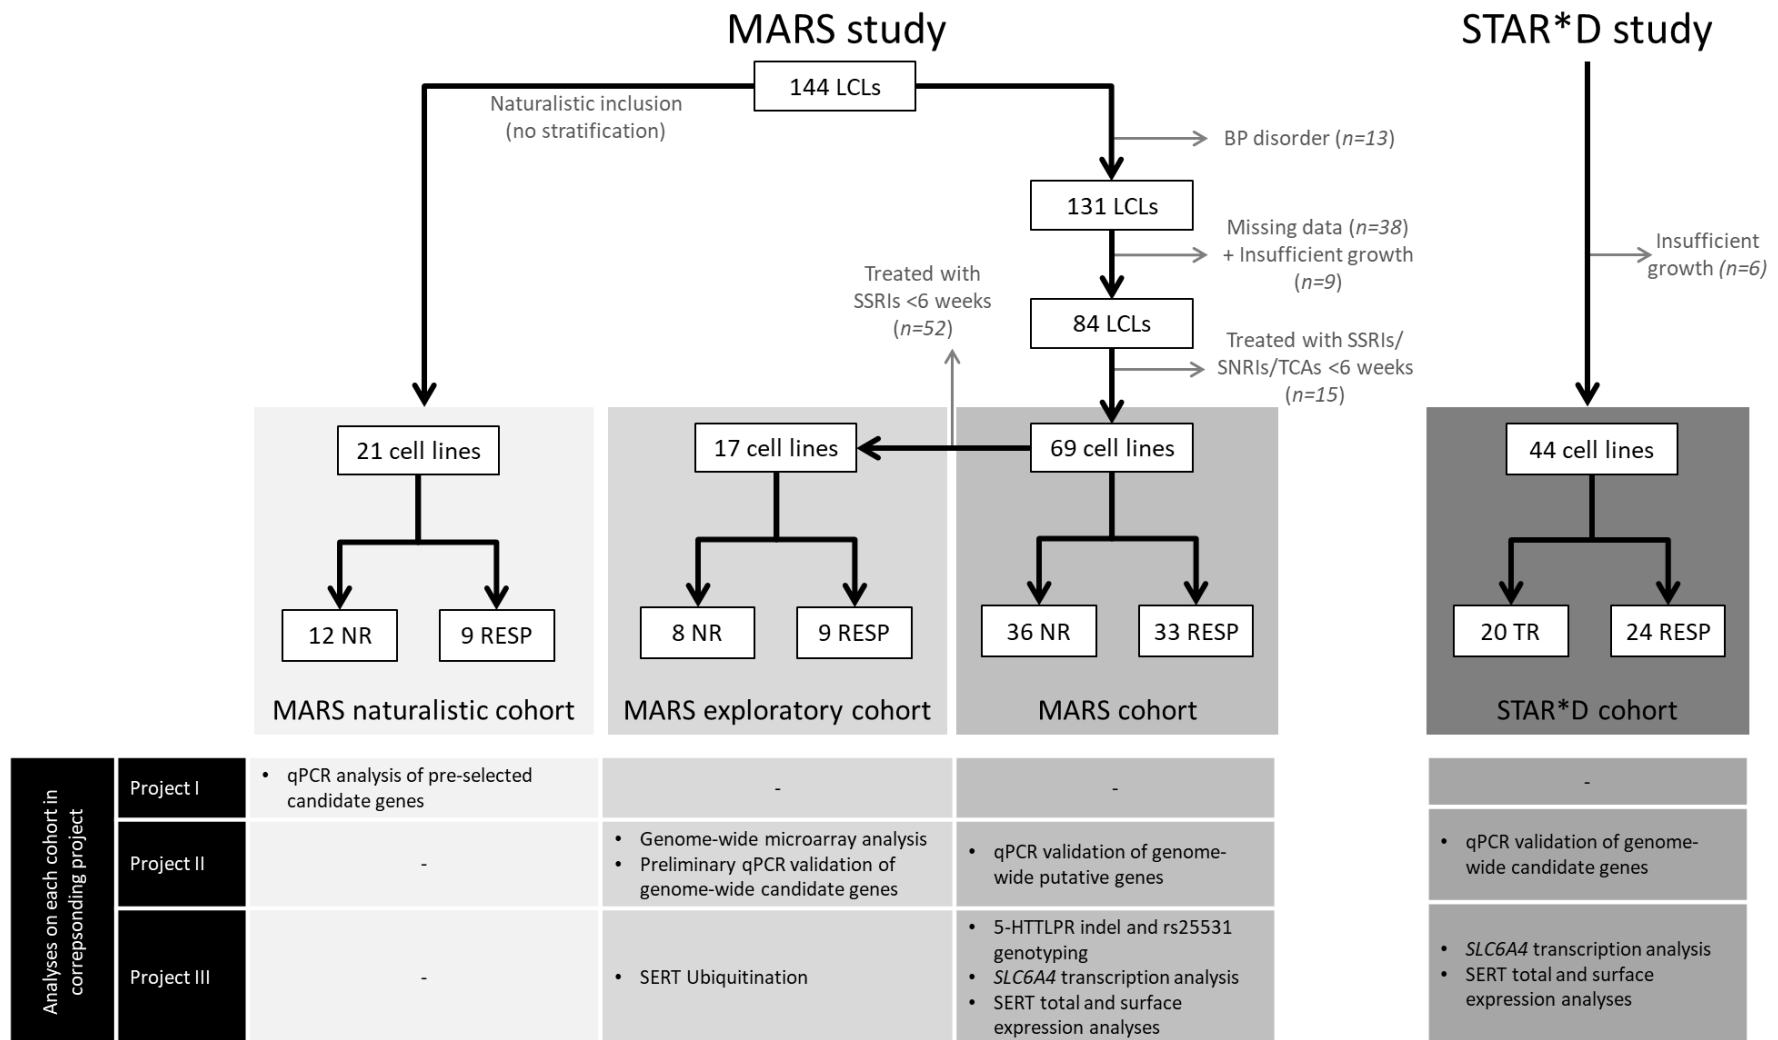 MARS study
STAR*D study
144 LCLs
Naturalistic inclusion
(no stratification)
BP disorder (n=13)
131 LCLs
Missing data (n=38)
+ Insufficient growth
(n=9)
Insufficient
growth (n=6)
Treated with
SSRIs <6 weeks
(n=52)
84 LCLs
Treated with SSRIs/
SNRIs/TCAs <6 weeks
(n=15)
21 cell lines
17 cell lines
69 cell lines
44 cell lines
12 NR
9 RESP
8 NR
9 RESP
36 NR
33 RESP
20 TR
24 RESP
MARS naturalistic cohort
MARS exploratory cohort
MARS cohort
STAR*D cohort
Analyses on each cohort in
correpsonding project
Project I
• qPCR analysis of pre-selected
candidate genes
-
-
-
Project II
-
• Genome-wide microarray analysis
• Preliminary qPCR validation of
genome-wide candidate genes
• qPCR validation of genome-
wide putative genes
• qPCR validation of genome-
wide candidate genes
Project III
-
• SERT Ubiquitination
• 5-HTTLPR indel and rs25531
genotyping
• SLC6A4 transcription analysis
• SERT total and surface
expression analyses
• SLC6A4 transcription analysis
• SERT total and surface
expression analyses